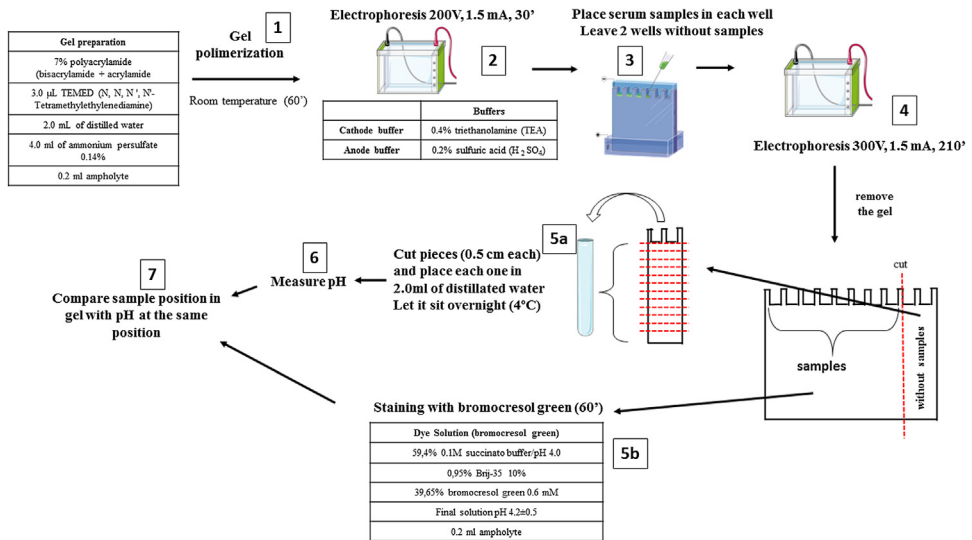 Gel preparation
7% polyacrylamide
(bisacrylamide + acrylamide
3.0 µL TEMED (N, N, N ', N'-
Tetramethylethylenediamine)
2.0 mL of distilled water
4.0 ml of ammonium persulfate
0.14%
0.2 ml ampholyte
1
Gel
polimerization
Room temperature (60’)
Electrophoresis 200V, 1.5 mA, 30’
2
Buffers
Cathode buffer 0.4% triethanolamine (TEA)
Anode buffer 0.2% sulfuric acid (H2SO4)
Place serum samples in each well
Leave 2 wells without samples
3
4
Electrophoresis 300V, 1.5 mA, 210’
remove
the gel
cut
samples
without samples
5a
Cut pieces (0.5 cm each)
and place each one in
2.0ml of distillated water
Let it sit overnight (4°C)
6
Measure pH
7
Compare sample position in
gel with pH at the same
position
Staining with bromocresol green (60’)
5b
Dye Solution (bromocresol green)
59,4% 0.1M succinato buffer/pH 4.0
0,95% Brij-35 10%
39,65% bromocresol green 0.6 mM
Final solution pH 4.2±0.5
0.2 ml ampholyte